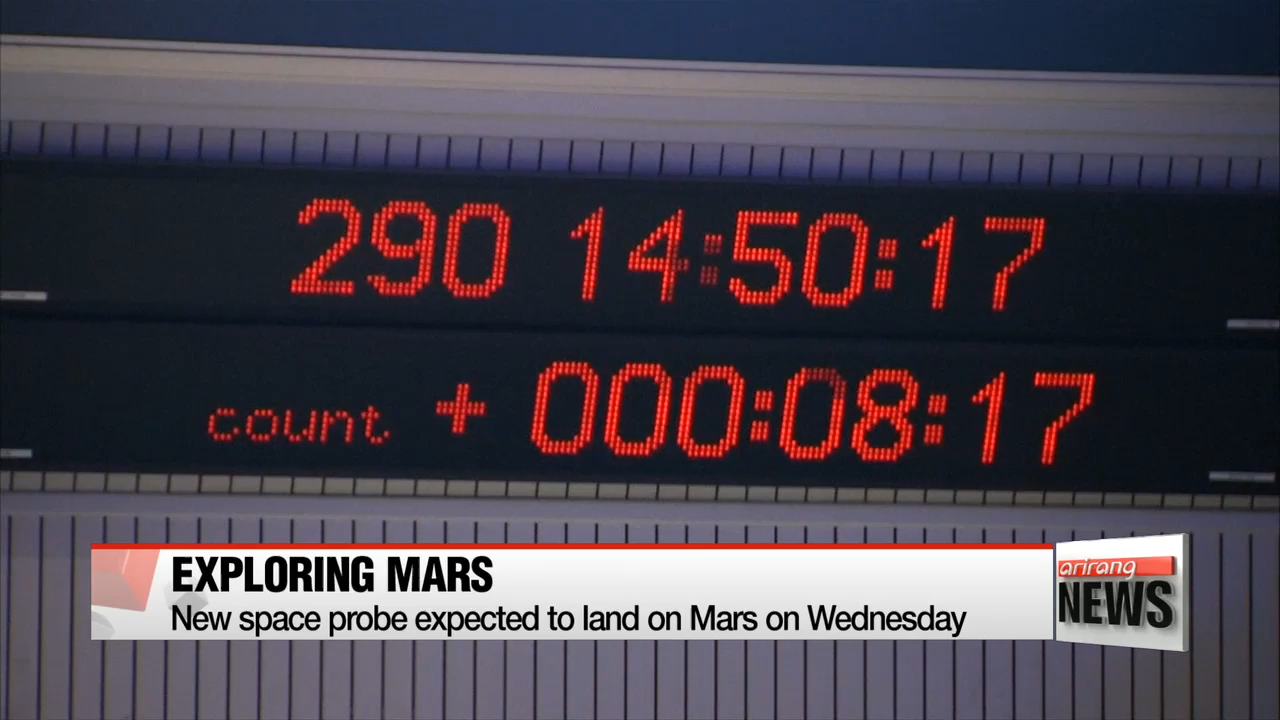 290 14:50:17
count + 000:08:17
EXPLORING MARS
New space probe expected to land on Mars on Wednesday
arirang
NEWS